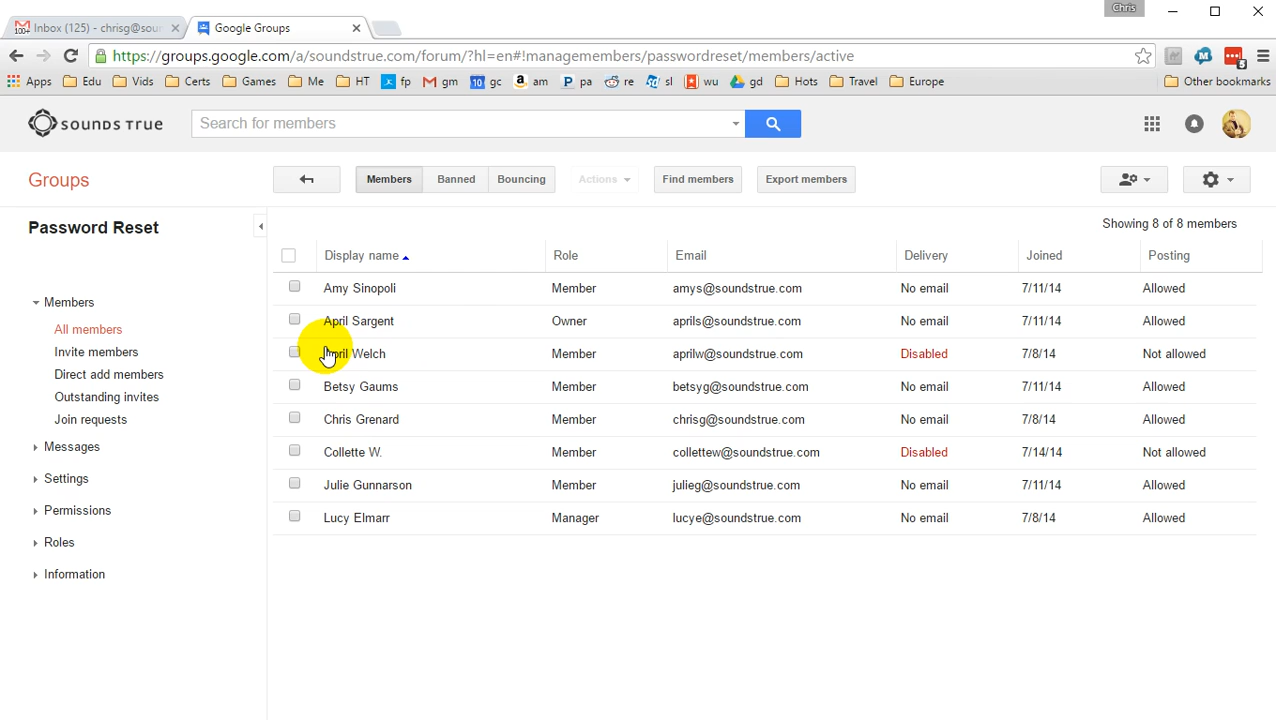 Chris
Inbox (125) - chrisg@sour
Google Groups
https://groups.google.com/a/soundstrue.com/forum/?hl=en#!managemembers/passwordreset/members/active
Apps Edu Vids Certs Games Me HT fp gm 10 gc am pa re sl wu gd Hots Travel Europe Other bookmarks
sounds true Search for members
Groups Members Banned Bouncing Actions Find members Export members
Password Reset
Showing 8 of 8 members
Display name Role Email Delivery Joined Posting
Amy Sinopoli Member amys@soundstrue.com No email 7/11/14 Allowed
April Sargent Owner aprils@soundstrue.com No email 7/11/14 Allowed
April Welch Member aprilw@soundstrue.com Disabled 7/8/14 Not allowed
Betsy Gaums Member betsyg@soundstrue.com No email 7/11/14 Allowed
Chris Grenard Member chrisg@soundstrue.com No email 7/8/14 Allowed
Collette W. Member collettew@soundstrue.com Disabled 7/14/14 Not allowed
Julie Gunnarson Member julieg@soundstrue.com No email 7/11/14 Allowed
Lucy Elmarr Manager lucye@soundstrue.com No email 7/8/14 Allowed
Members
All members
Invite members
Direct add members
Outstanding invites
Join requests
Messages
Settings
Permissions
Roles
Information